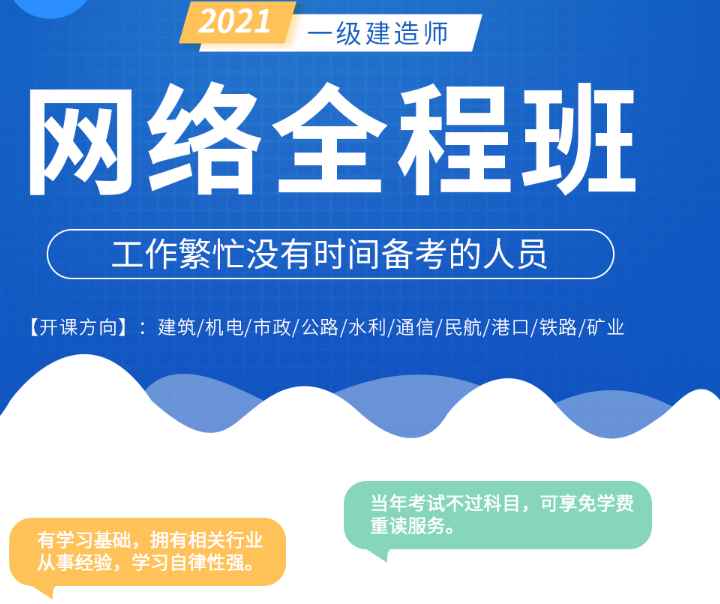 2021
一级建造师
网络全程班
工作繁忙没有时间备考的人员
【开课方向】：建筑/机电/市政/公路/水利/通信/民航/港口/铁路/矿业
当年考试不过科目，可享免学费
重读服务。
有学习基础，拥有相关行业
从事经验，学习自律性强。